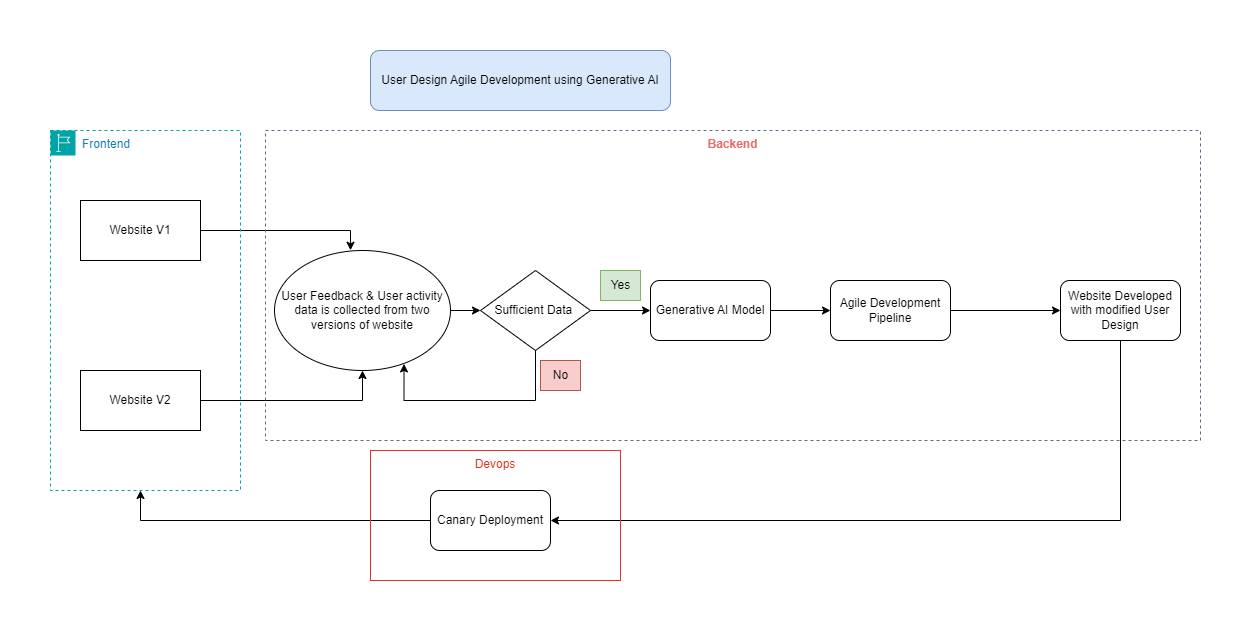 User Design Agile Development using Generative AI
Frontend
Backend
Website V1
User Feedback & User activity
data is collected from two
versions of website
Sufficient Data
Yes
No
Generative AI Model
Agile Development
Pipeline
Website Developed
with modified User
Design
Website V2
Devops
Canary Deployment